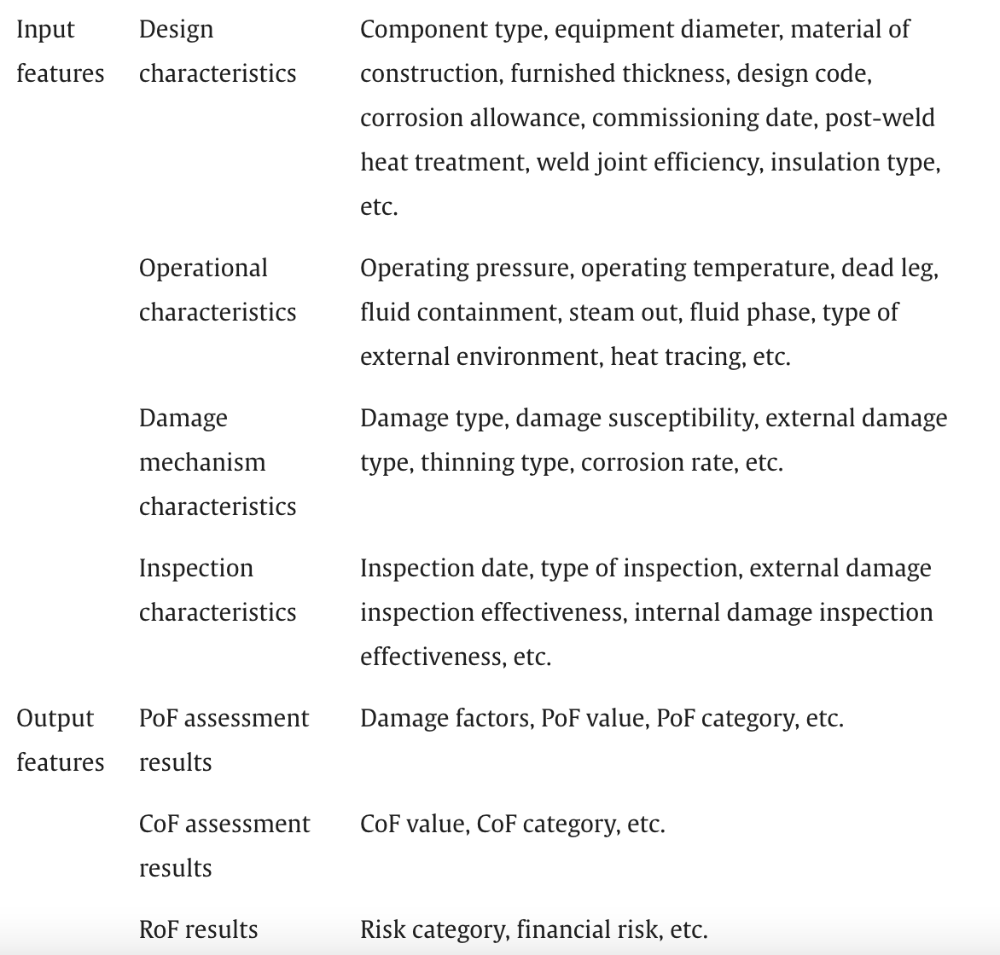 Input features
Design characteristics
Component type, equipment diameter, material of
construction, furnished thickness, design code,
corrosion allowance, commissioning date, post-weld
heat treatment, weld joint efficiency, insulation type,
etc.
Operational characteristics
Operating pressure, operating temperature, dead leg,
fluid containment, steam out, fluid phase, type of
external environment, heat tracing, etc.
Damage mechanism characteristics
Damage type, damage susceptibility, external damage
type, thinning type, corrosion rate, etc.
Inspection characteristics
Inspection date, type of inspection, external damage
inspection effectiveness, internal damage inspection
effectiveness, etc.
Output features
PoF assessment results
Damage factors, PoF value, PoF category, etc.
CoF assessment results
CoF value, CoF category, etc.
RoF results
Risk category, financial risk, etc.